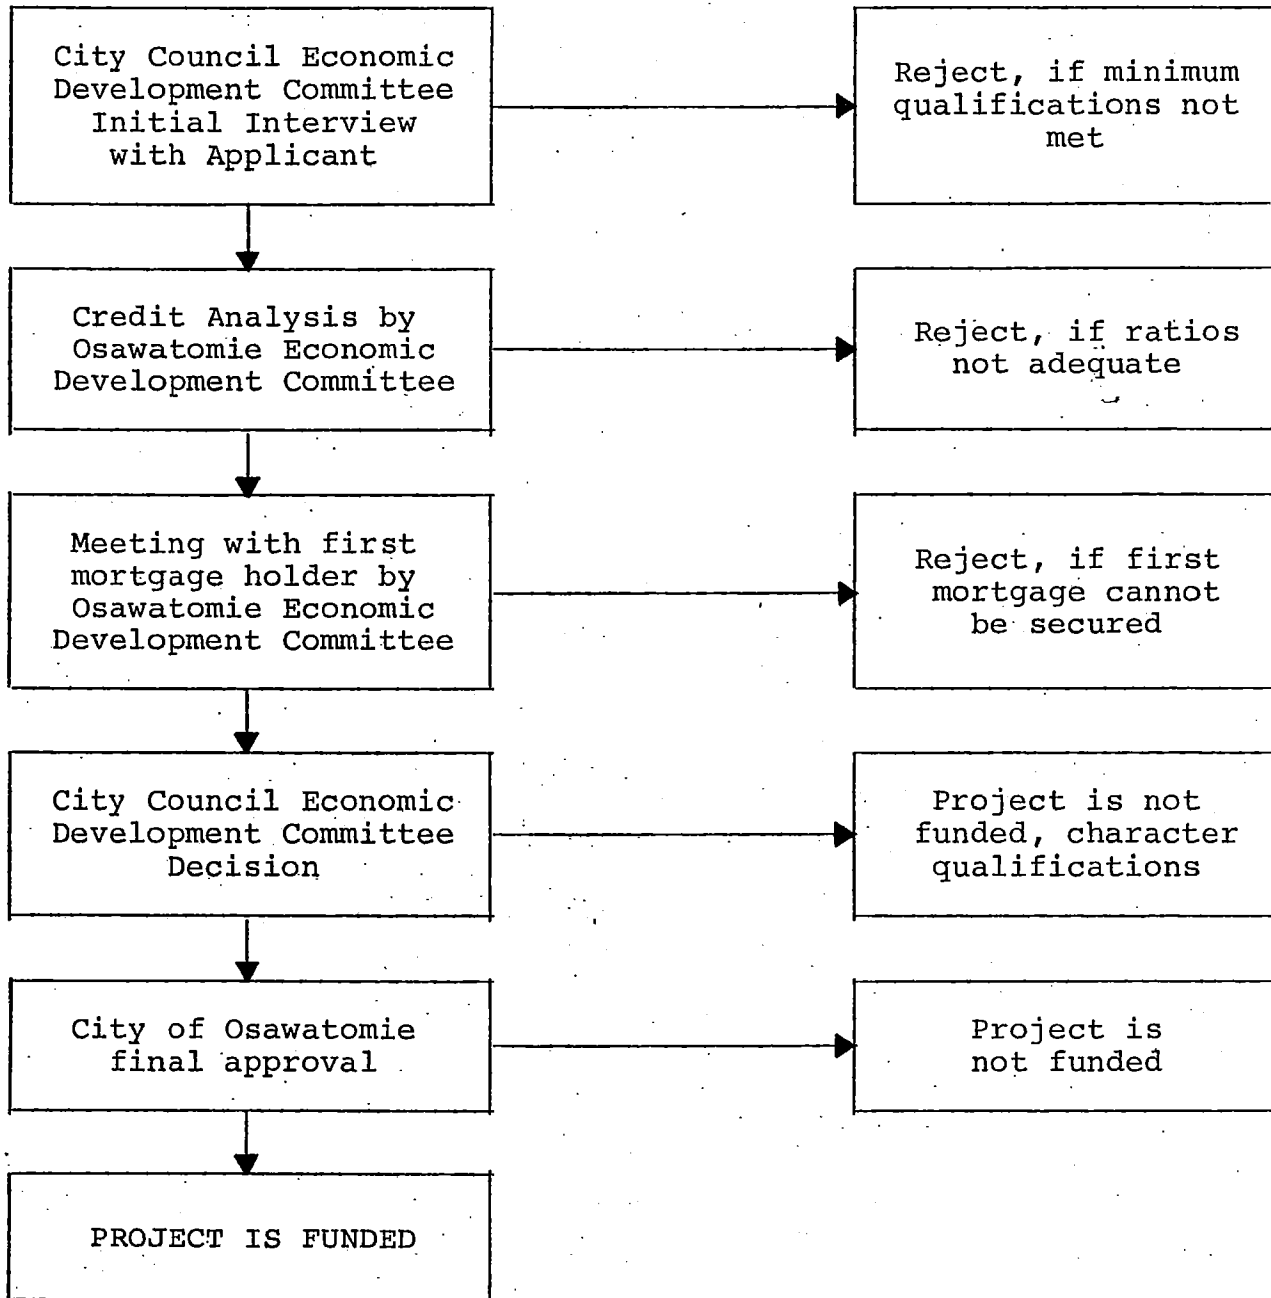 City Council Economic
Development Committee
Initial Interview
with Applicant
Reject, if minimum
qualifications not
met
Credit Analysis by
Osawatomie Economic
Development Committee
Reject, if ratios
not adequate
Meeting with first
mortgage holder by
Osawatomie Economic
Development Committee
Reject, if first
mortgage cannot
be secured
City Council Economic
Development Committee
Decision
Project is not
funded, character
qualifications
City of Osawatomie
final approval
Project is
not funded
PROJECT IS FUNDED